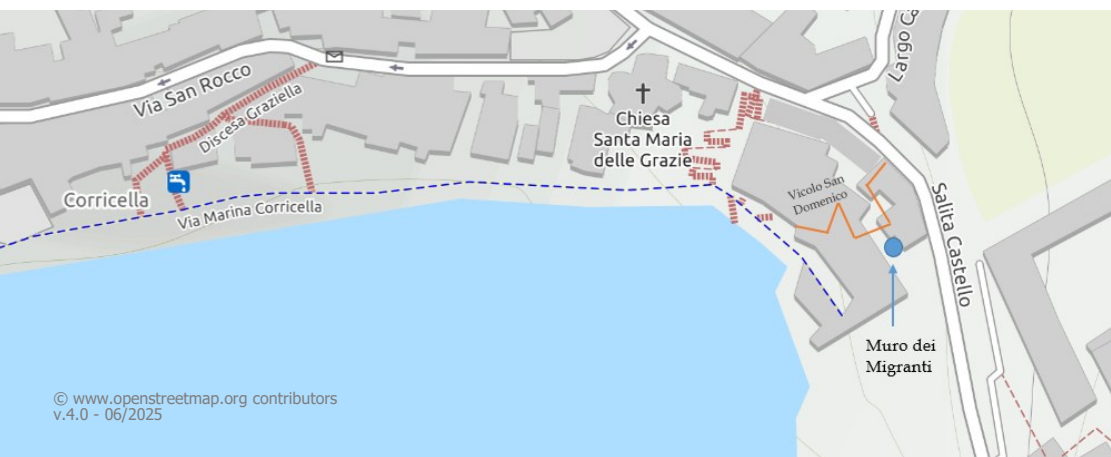 Via San Rocco
Discesa Graziella
Corricella
Via Marina Corricella
Chiesa
Santa Maria
delle Grazie
Largo Ca
Vicolo San
Domenico
Salita Castello
Muro dei
Migranti
© www.openstreetmap.org contributors
v.4.0 - 06/2025